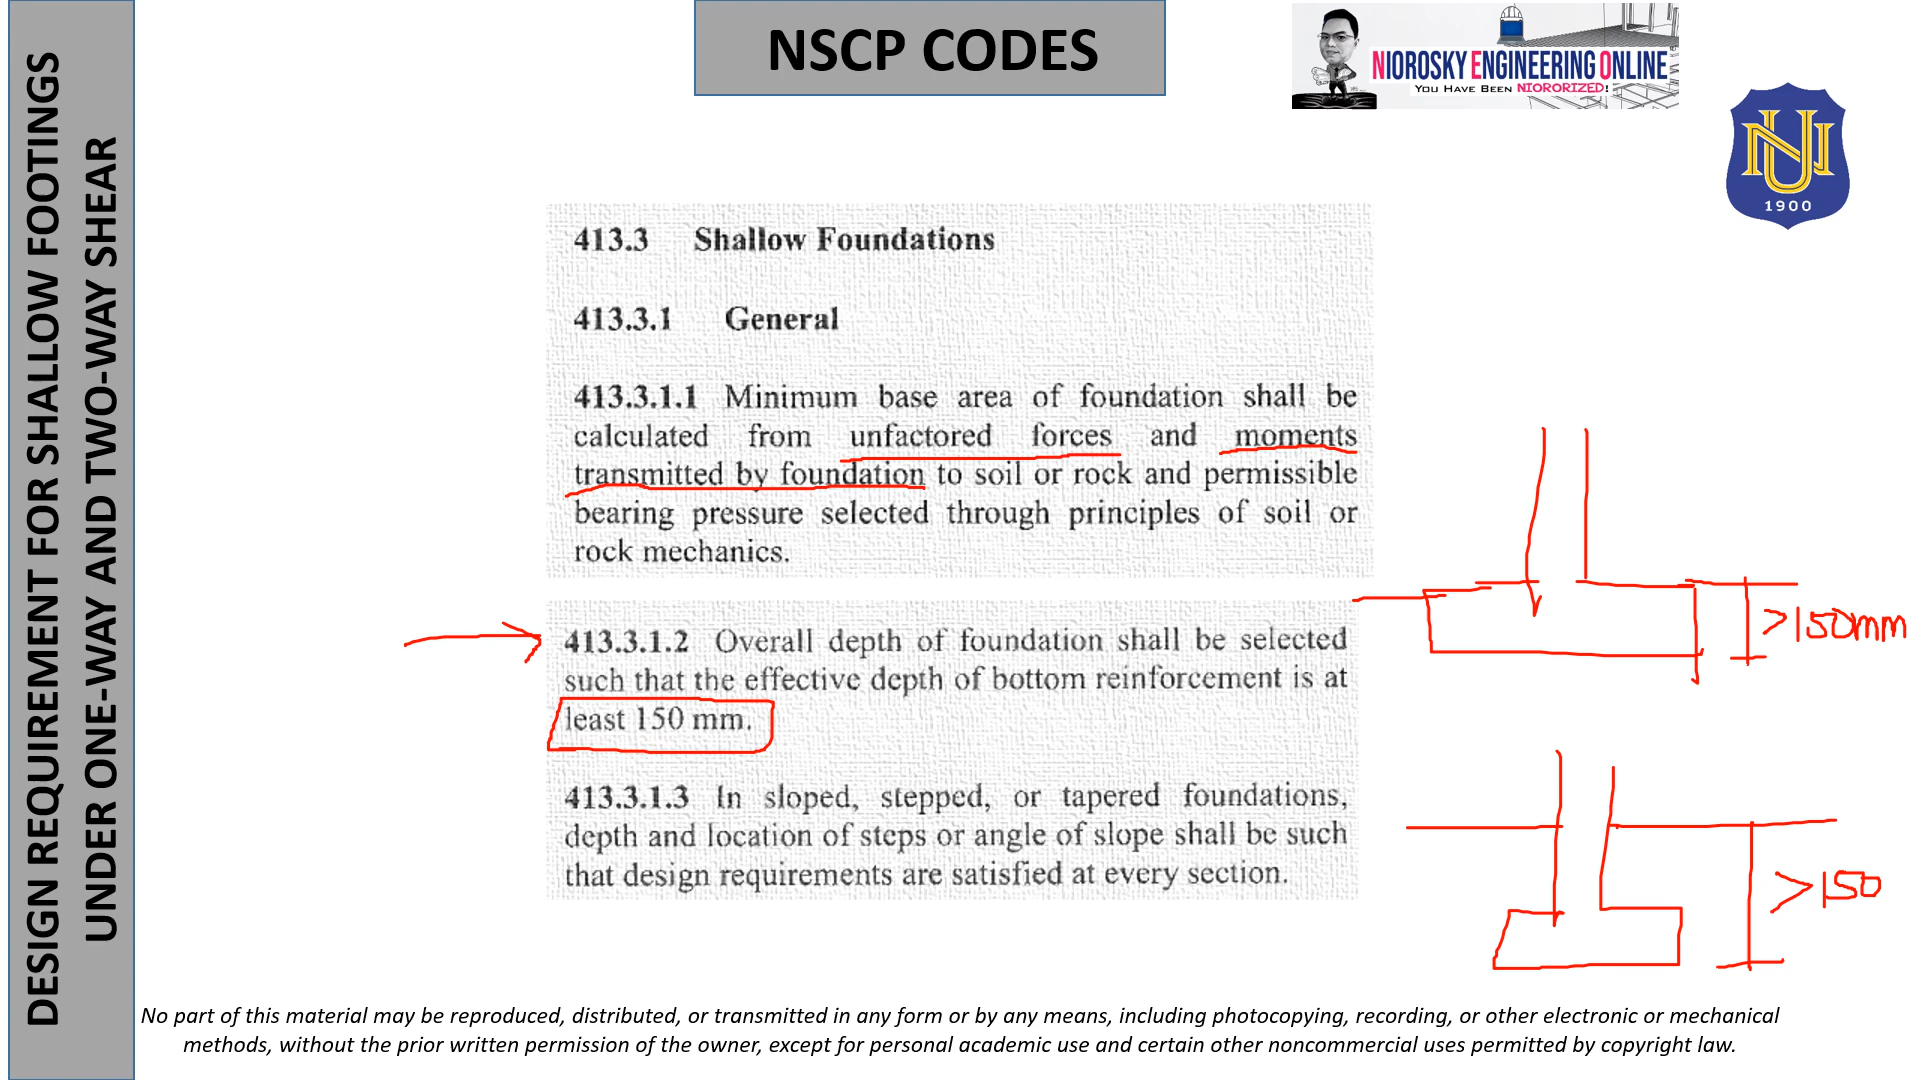 DESIGN REQUIREMENT FOR SHALLOW FOOTINGS
UNDER ONE-WAY AND TWO-WAY SHEAR
NSCP CODES
NIOROSKY ENGINEERING ONLINE
YOU HAVE BEEN NIORORIZED!
NU
1900
413.3 Shallow Foundations
413.3.1 General
413.3.1.1 Minimum base area of foundation shall be
calculated from unfactored forces and moments
transmitted by foundation to soil or rock and permissible
bearing pressure selected through principles of soil or
rock mechanics.
413.3.1.2 Overall depth of foundation shall be selected
such that the effective depth of bottom reinforcement is at
least 150 mm.
413.3.1.3 In sloped, stepped, or tapered foundations,
depth and location of steps or angle of slope shall be such
that design requirements are satisfied at every section.
>150mm
>150
No part of this material may be reproduced, distributed, or transmitted in any form or by any means, including photocopying, recording, or other electronic or mechanical
methods, without the prior written permission of the owner, except for personal academic use and certain other noncommercial uses permitted by copyright law.